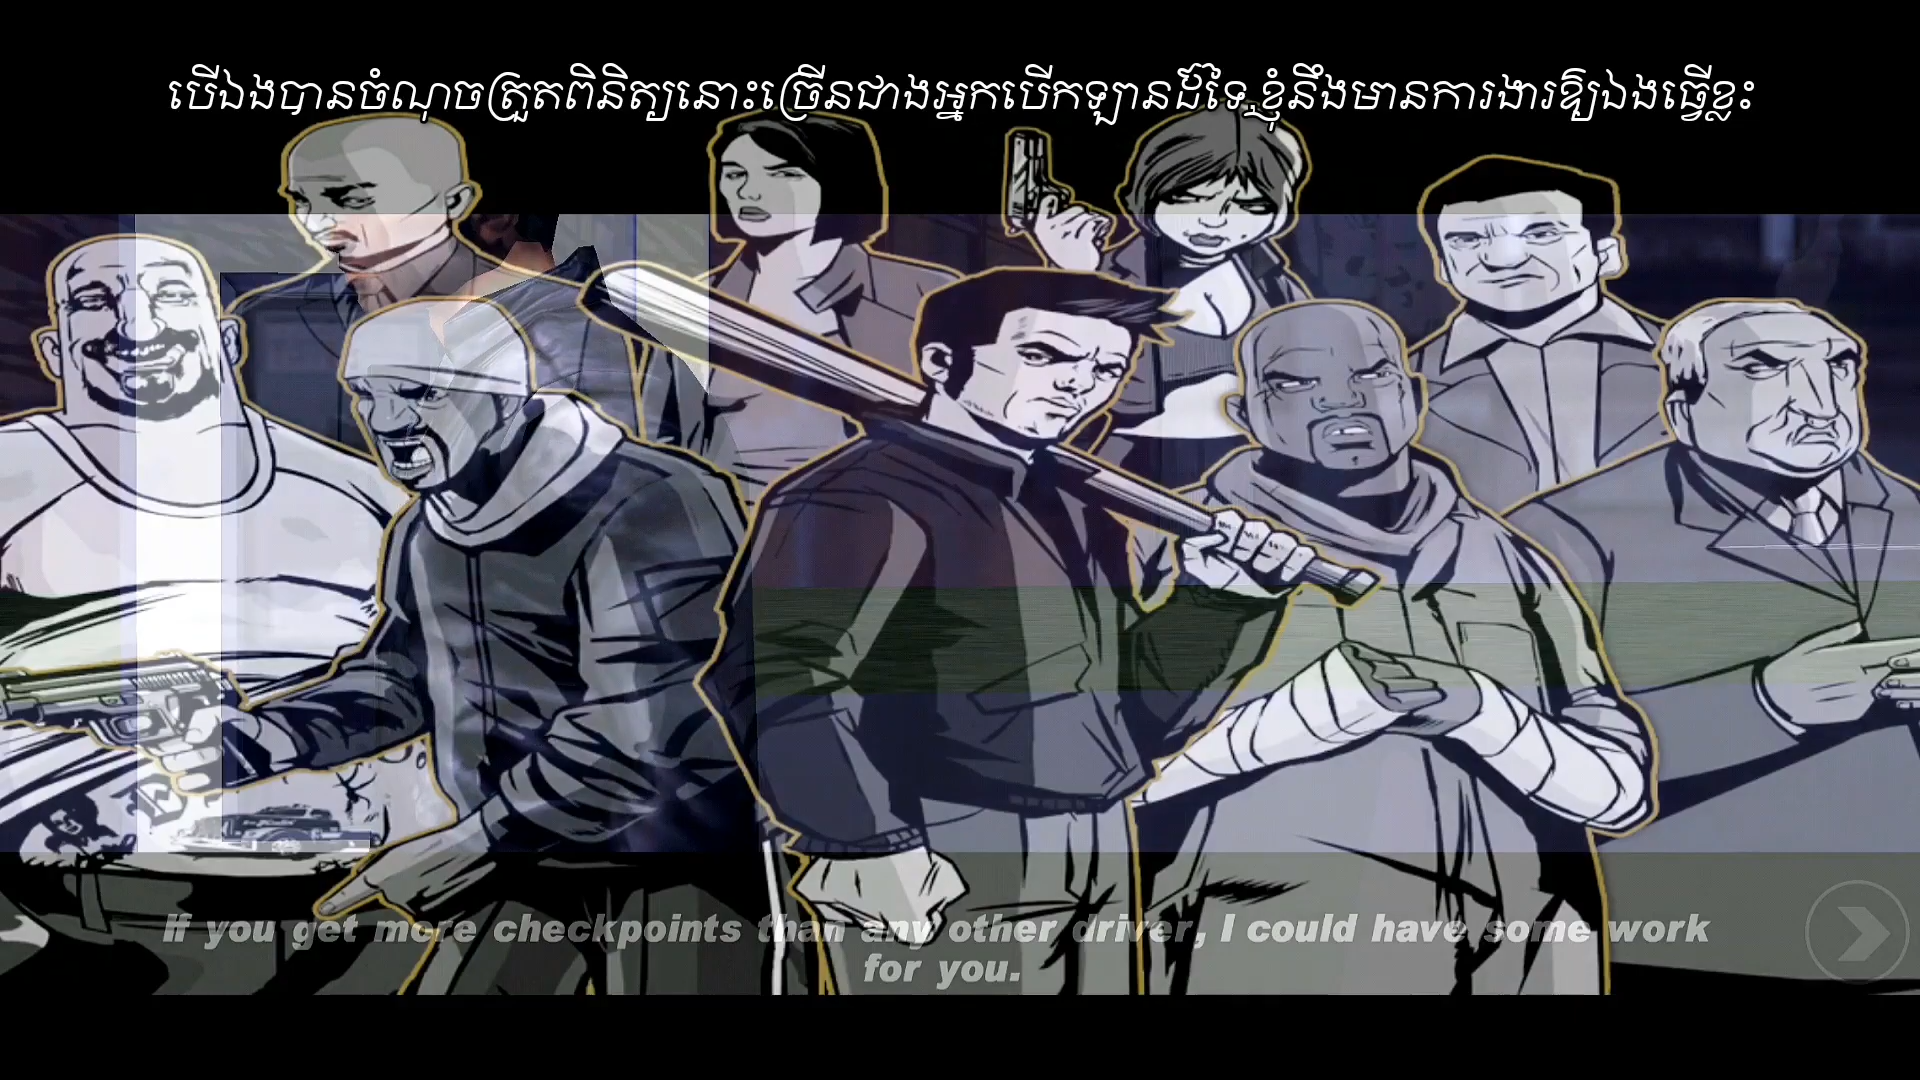 បើឯងបានចំណុចត្រួតពិនិត្យនោះច្រើនជាងអ្នកបើកឡានដ៏ទៃ,ខ្ញុំនឹងមានការងារឱ្យឯងធ្វើខ្លះ
If you get more checkpoints than any other driver, I could have some work
for you.